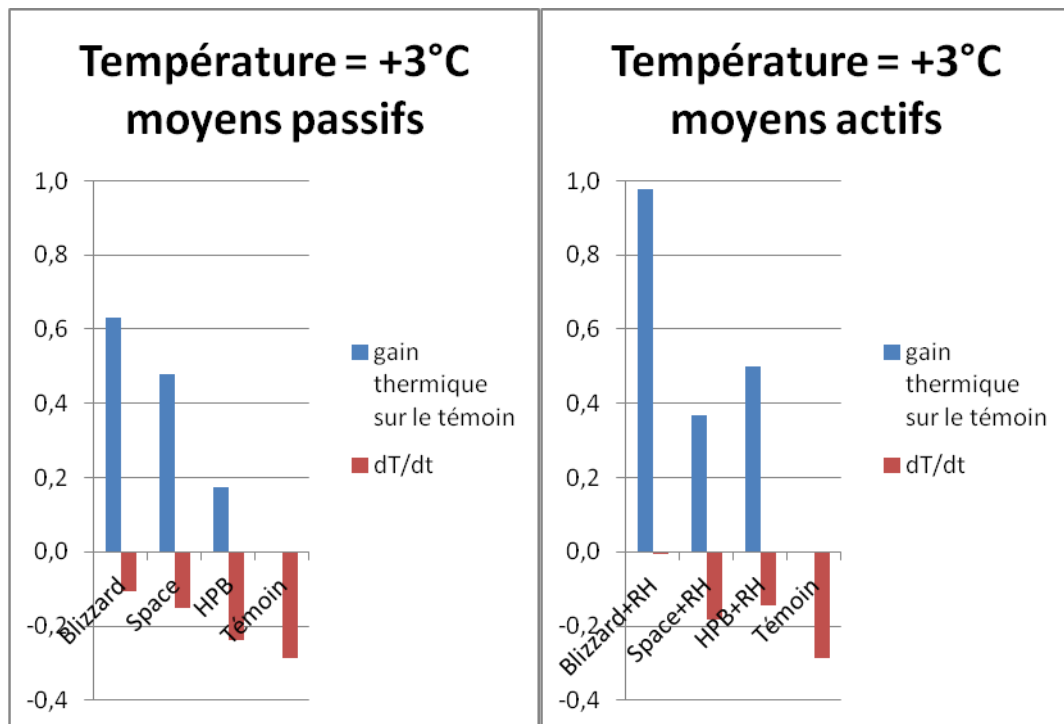 Température = +3°C
moyens passifs
1,0
0,8
0,6
0,4
0,2
0,0
-0,2
-0,4
Blizzard
Space
HPB
Témoin
gain
thermique
sur le témoin
dT/dt
Température = +3°C
moyens actifs
1,0
0,8
0,6
0,4
0,2
0,0
-0,2
-0,4
Blizzard+RH
Space+RH
HPB+RH
Témoin
gain
thermique
sur le témoin
dT/dt